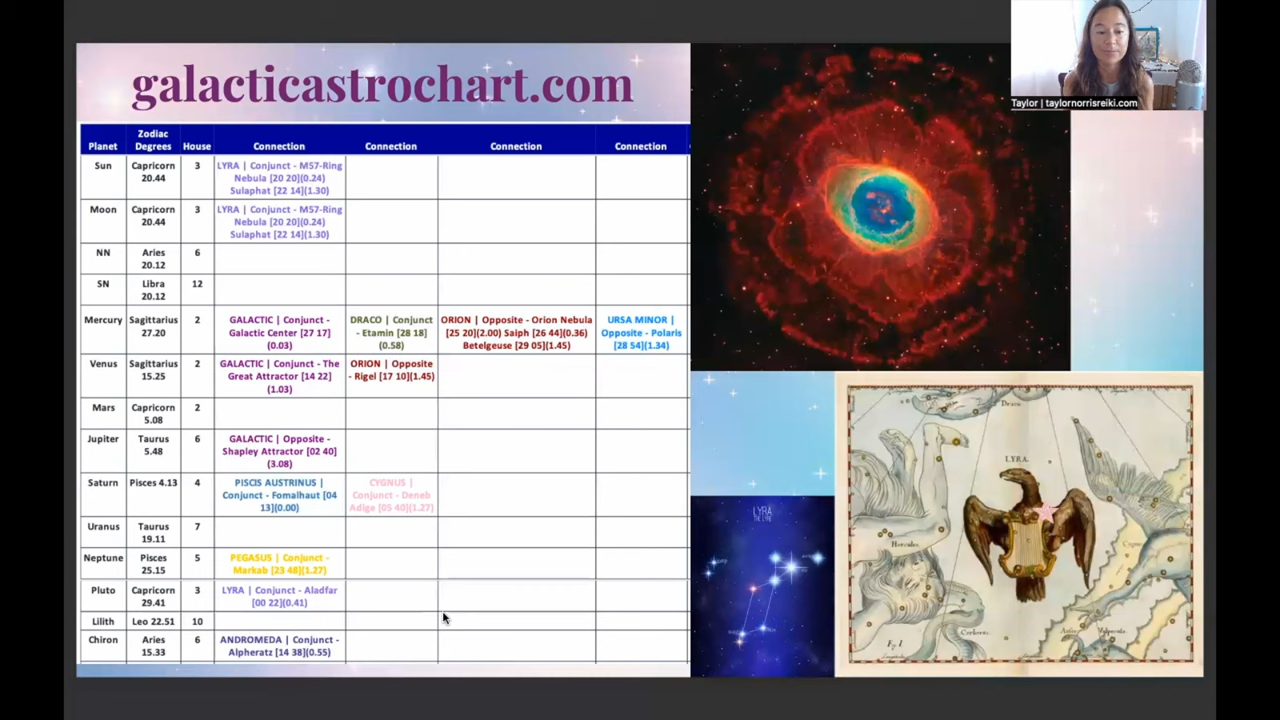 galacticastrochart.com
Planet Zodiac Degrees House Connection Connection Connection Connection
Sun Capricorn 20.44 3 LYRA | Conjunct - M57-Ring Nebula [20 20](0.24) Sulaphat [22 14](1.30)
Moon Capricorn 20.44 3 LYRA | Conjunct - M57-Ring Nebula [20 20](0.24) Sulaphat [22 14](1.30)
NN Aries 20.12 6
SN Libra 20.12 12
Mercury Sagittarius 27.20 2 GALACTIC | Conjunct - Galactic Center [27 17] (0.03) DRACO | Conjunct - Etamin [28 18] (0.58) ORION | Opposite - Orion Nebula [25 20](2.00) Saiph [26 44](0.36) Betelgeuse [29 05](1.45) URSA MINOR | Opposite - Polaris [28 54](1.34)
Venus Sagittarius 15.25 2 GALACTIC | Conjunct - The Great Attractor [14 22] (1.03) ORION | Opposite - Rigel [17 10](1.45)
Mars Capricorn 5.08 2
Jupiter Taurus 5.48 6 GALACTIC | Opposite - Shapley Attractor [02 40] (3.08)
Saturn Pisces 4.13 4 PISCIS AUSTRINUS | Conjunct - Fomalhaut [04 13](0.00) CYGNUS | Conjunct - Deneb Adige [05 40](1.27)
Uranus Taurus 19.11 7
Neptune Pisces 25.15 5 PEGASUS | Conjunct - Markab [23 48](1.27)
Pluto Capricorn 29.41 3 LYRA | Conjunct - Aladfar [00 22](0.41)
Lilith Leo 22.51 10
Chiron Aries 15.33 6 ANDROMEDA | Conjunct - Alpheratz [14 38](0.55)
Taylor | taylornorrisreiki.com
LYRA
THE LYRE
Draco
LYRA.
Hercules
Cerberus
Fig I